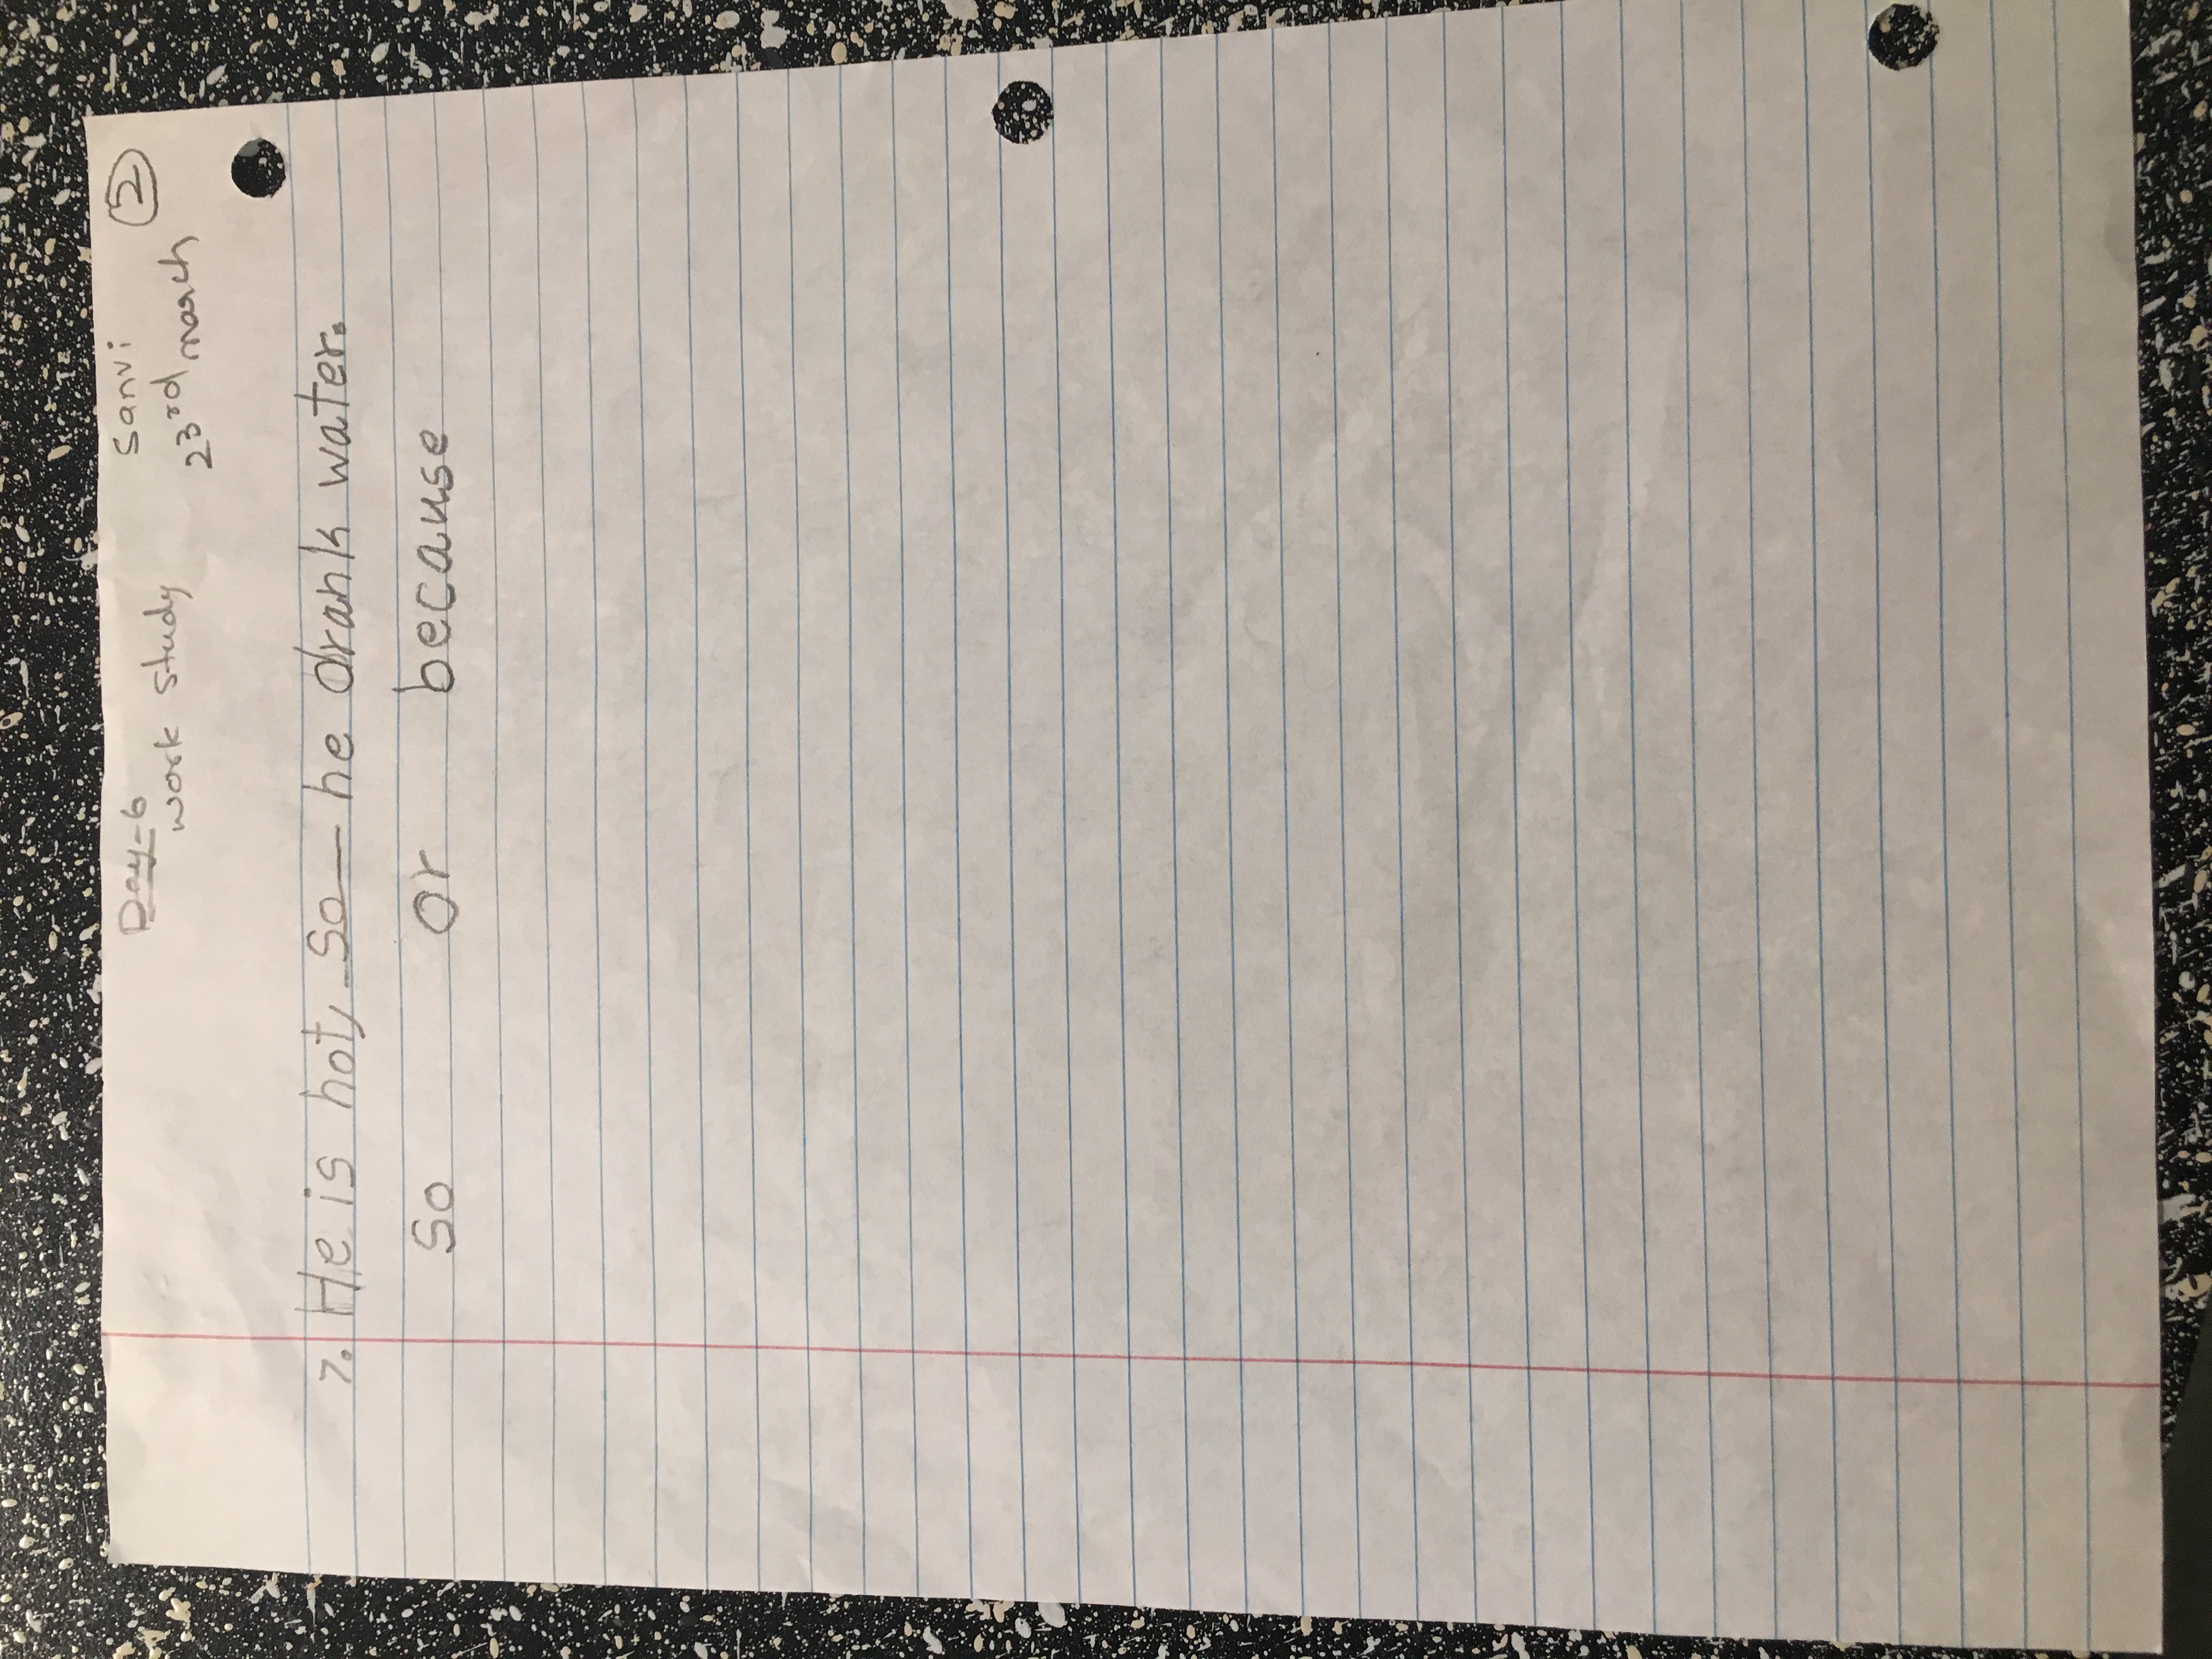 Day-6
work study
Sanvi
23rd march
2
7. He is hot, so he drank water.
so or because